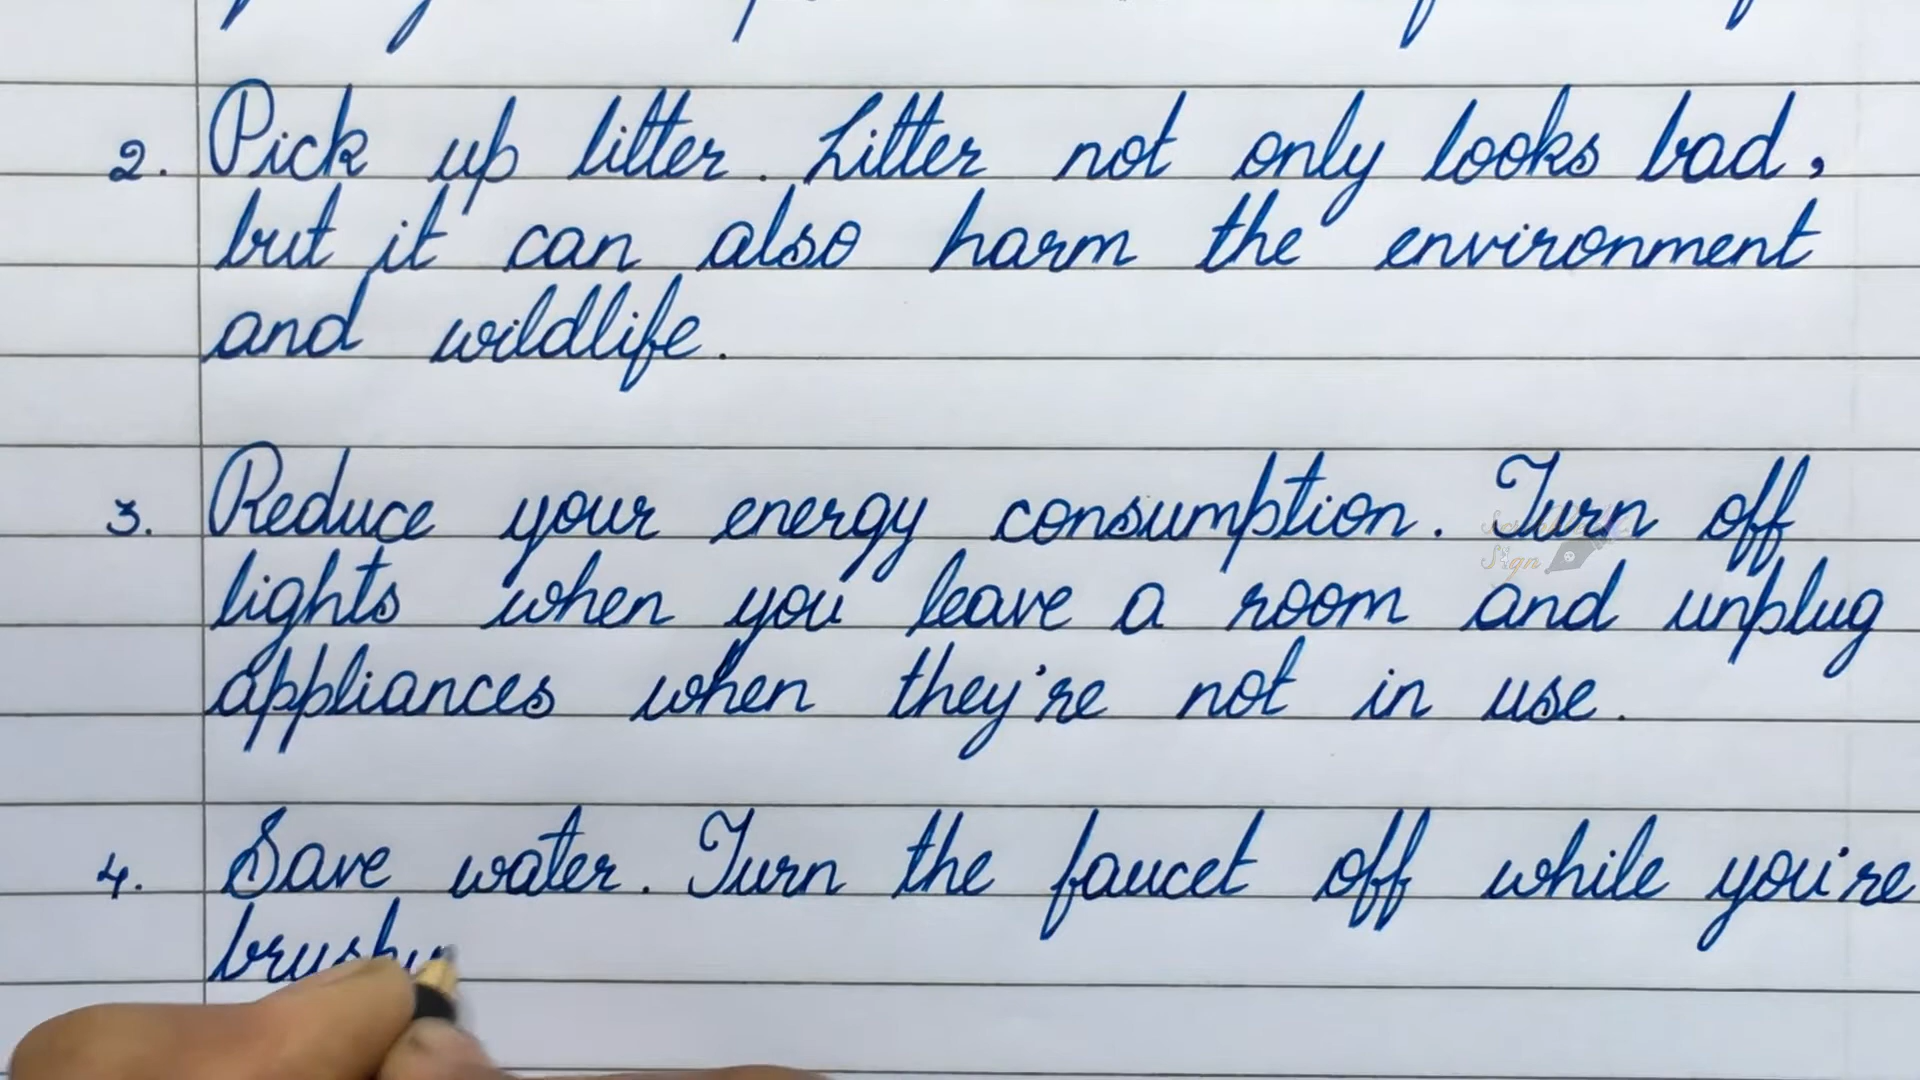 2. Pick up litter. Litter not only looks bad,
but it can also harm the environment
and wildlife.
3. Reduce your energy consumption. Turn off
lights when you leave a room and unplug
appliances when they're not in use.
4. Save water. Turn the faucet off while you're